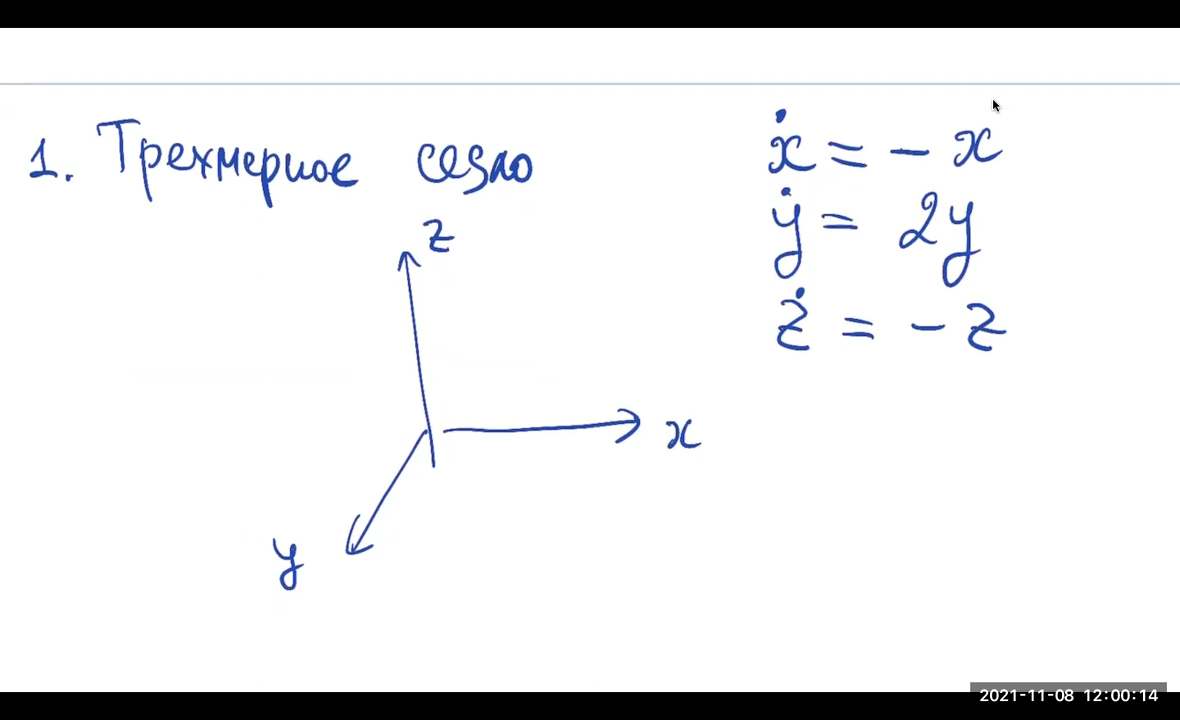 1. Трехмерное седло
ẋ = - x
ẏ = 2y
ż = - z
z
x
y
2021-11-08 12:00:14